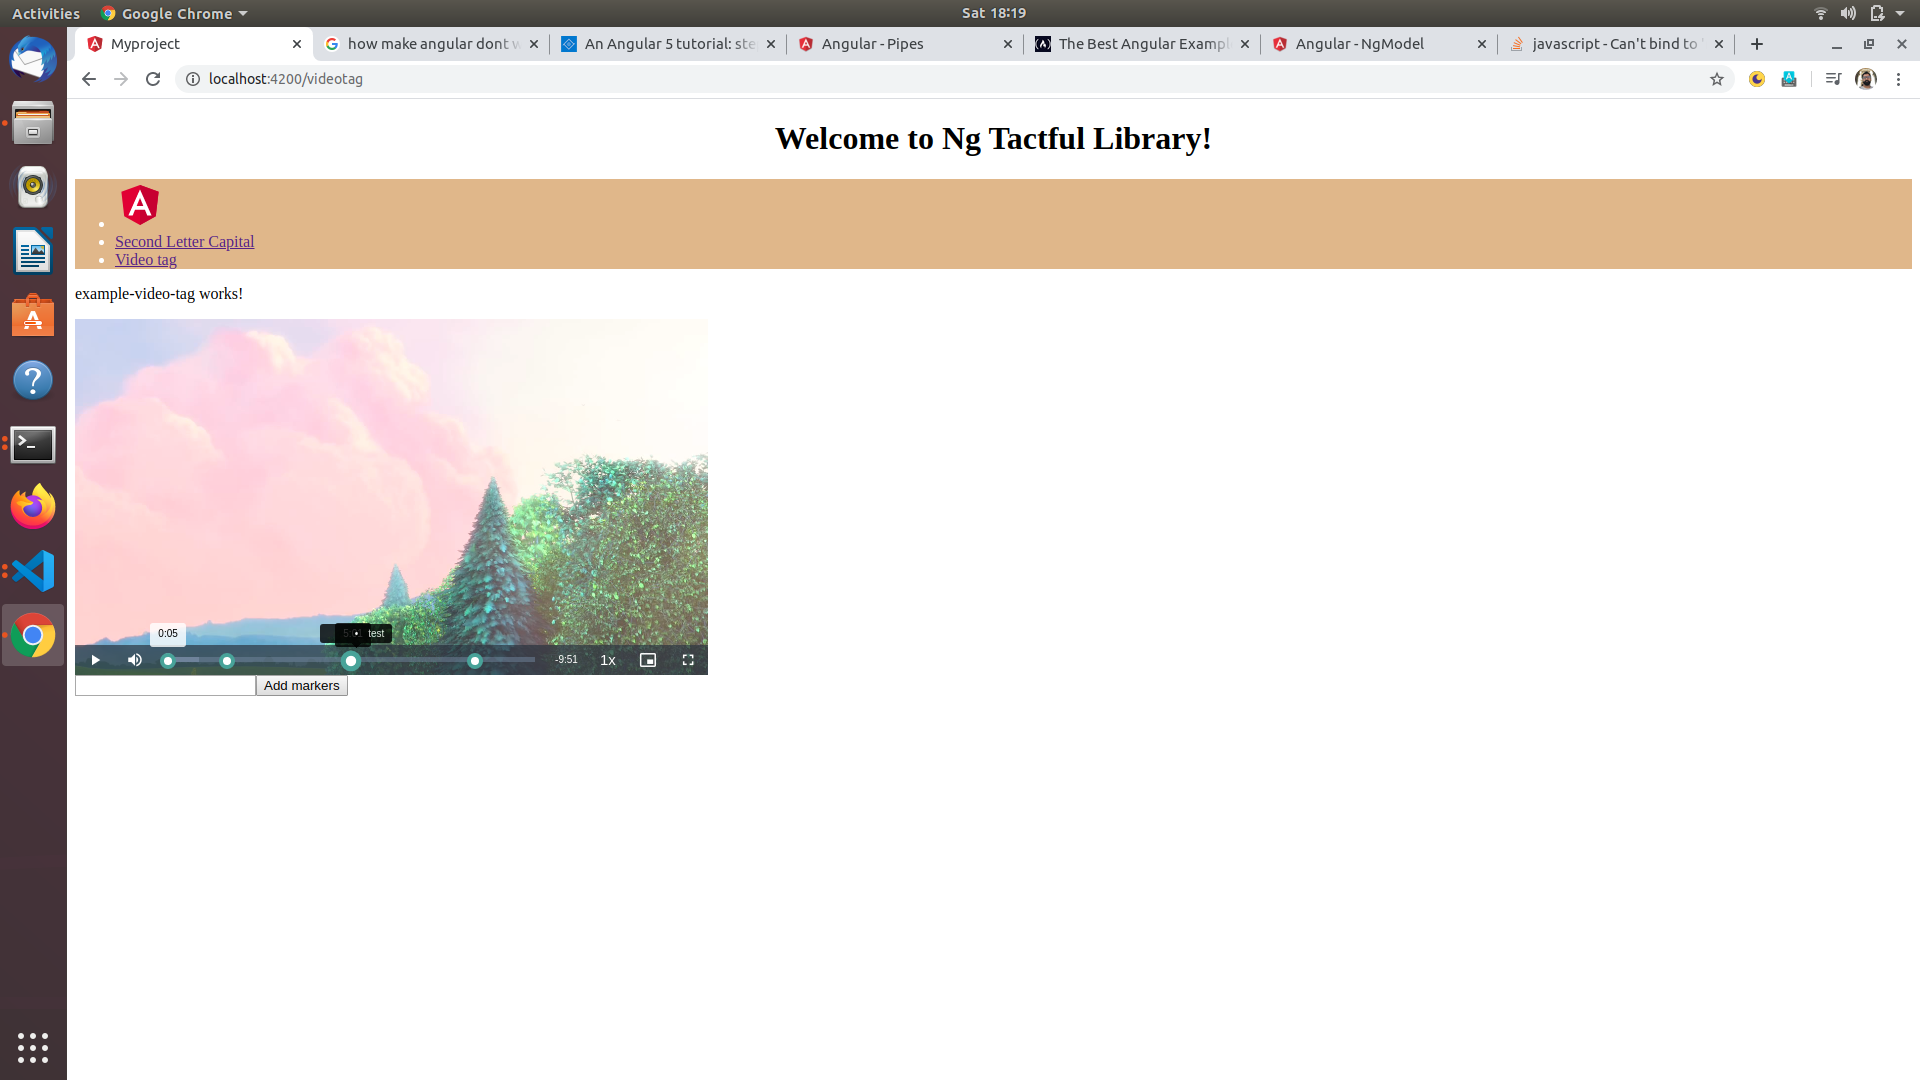 Activities
Google Chrome
Sat 18:19
Myproject
how make angular dont
An Angular 5 tutorial: ste
Angular - Pipes
The Best Angular Exampl
Angular - NgModel
javascript - Can't bind to '
localhost:4200/videotag
Welcome to Ng Tactful Library!
Second Letter Capital
Video tag
example-video-tag works!
0:05
test
-9:51
1x
Add markers